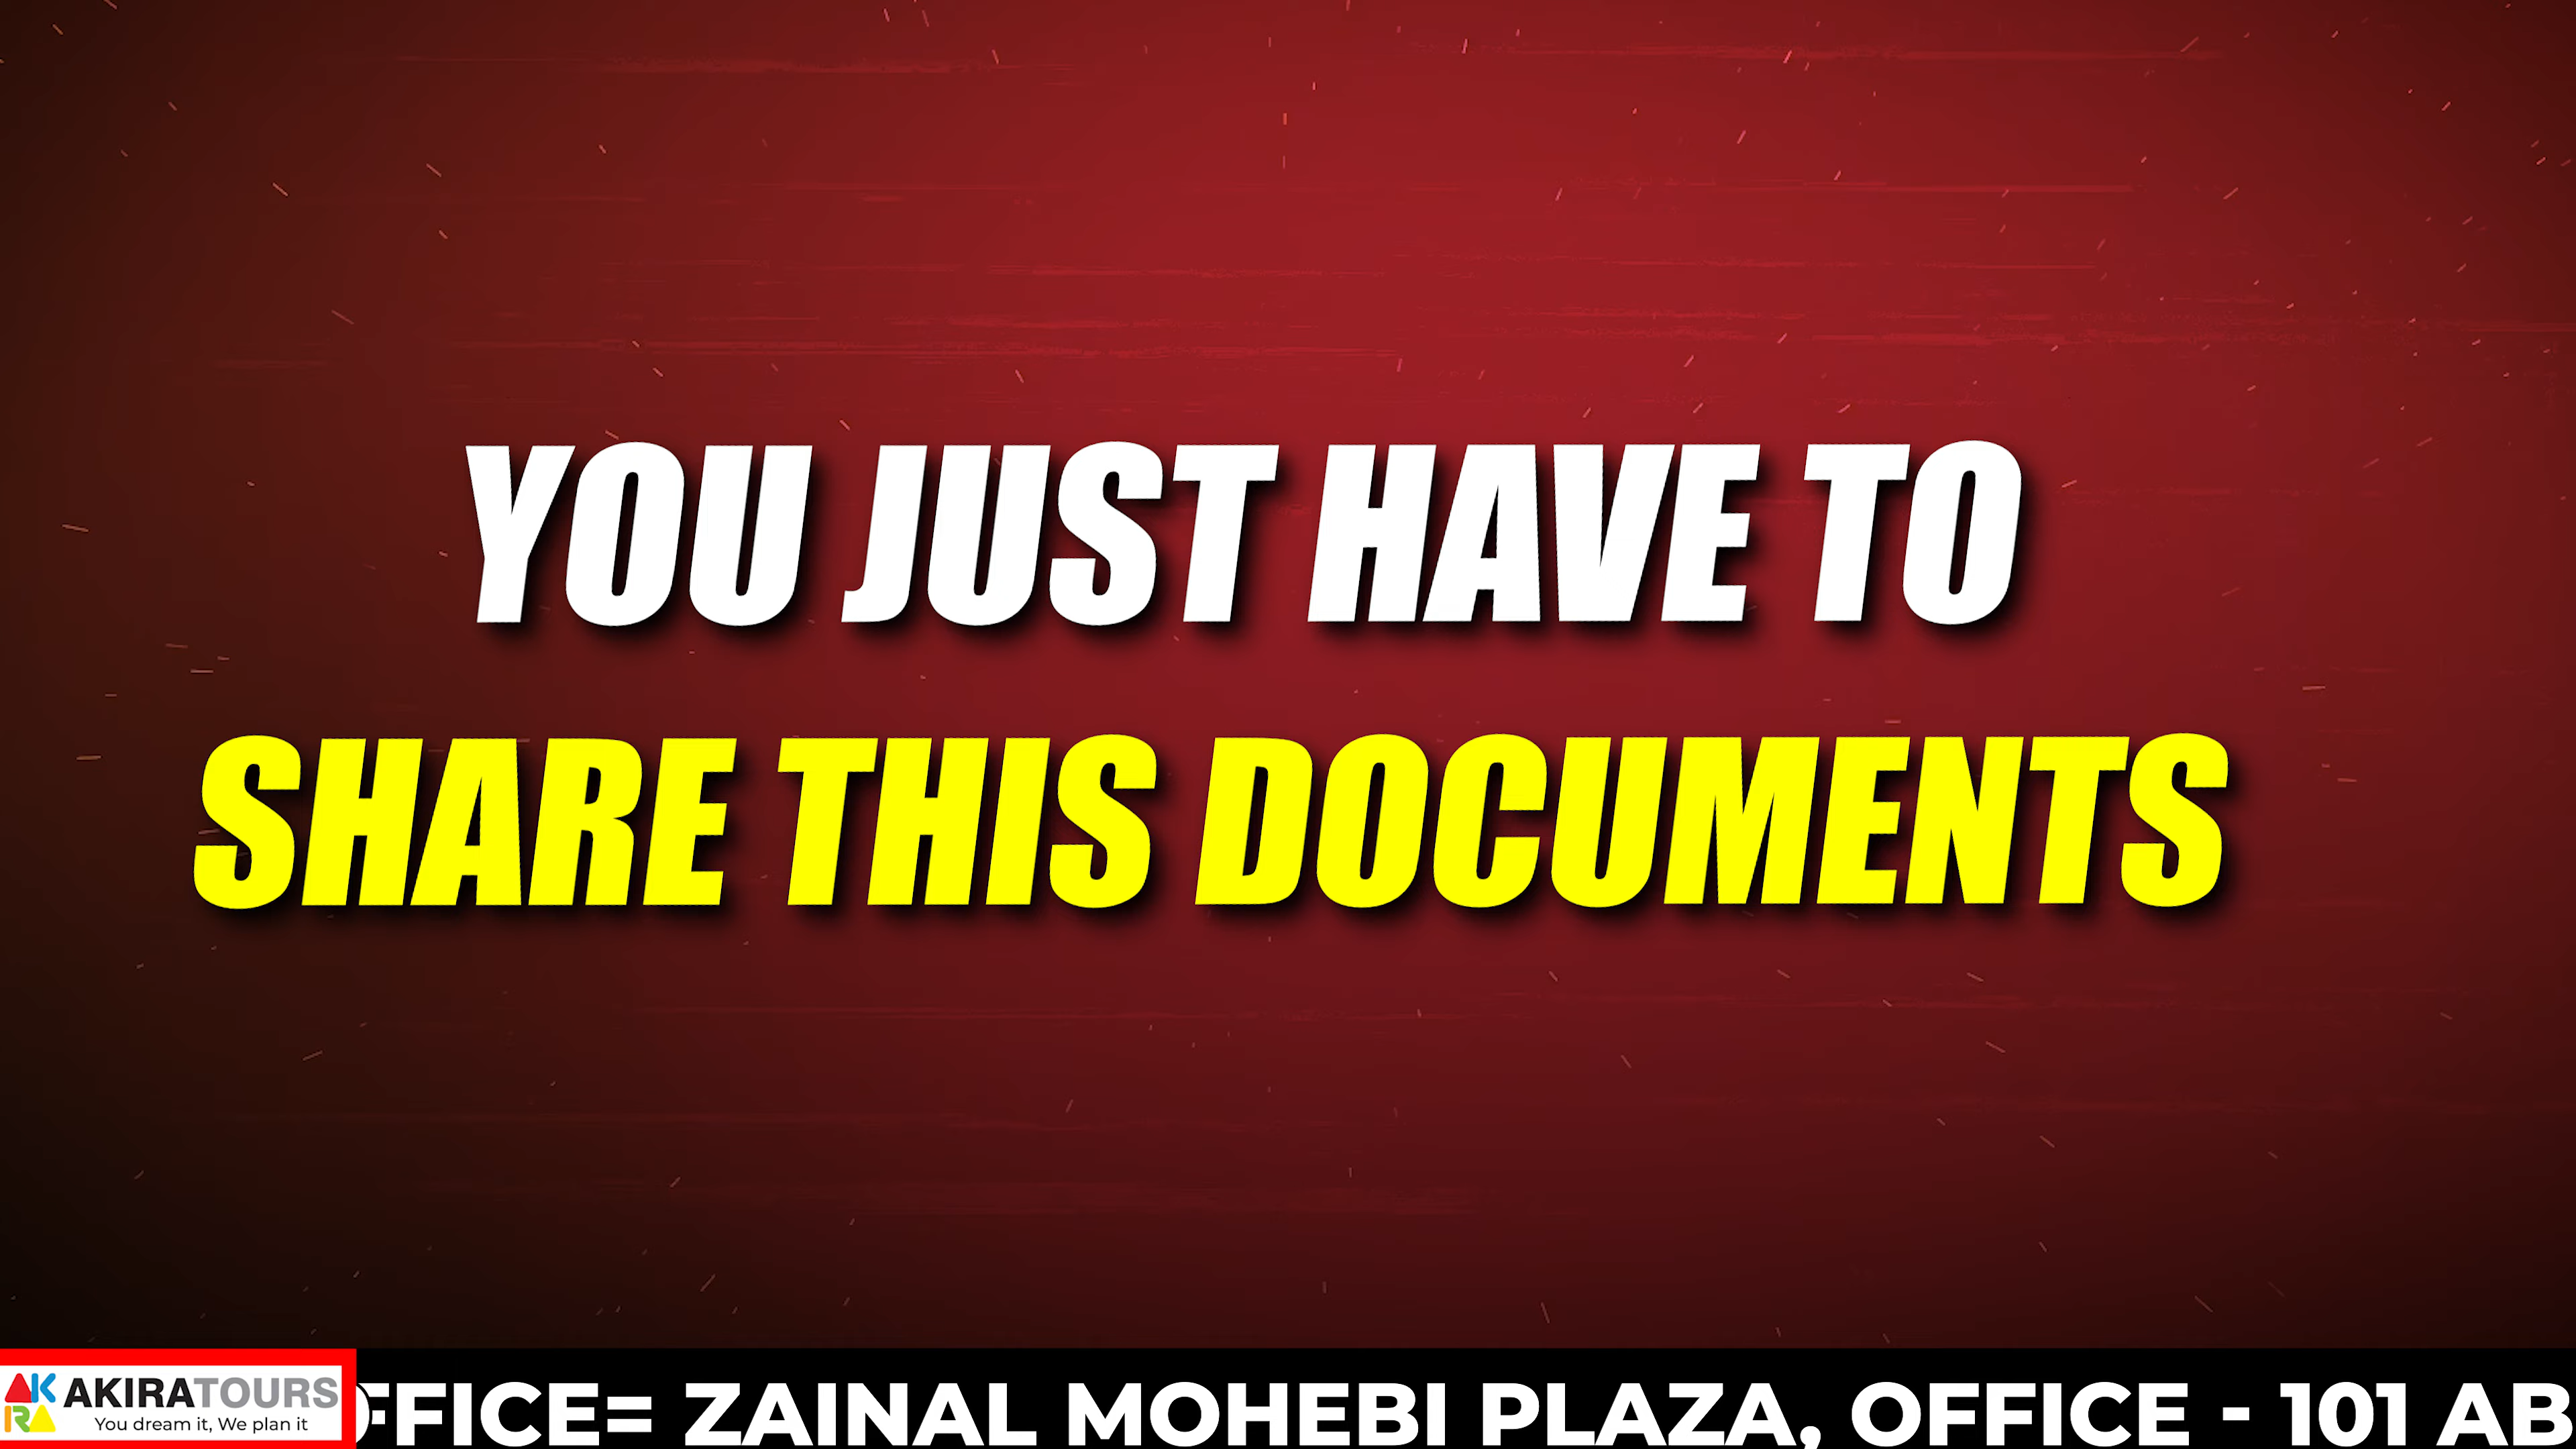 YOU JUST HAVE TO
SHARE THIS DOCUMENTS
AKIRATOURS
You dream it, We plan it
FFICE= ZAINAL MOHEBI PLAZA, OFFICE - 101 AB